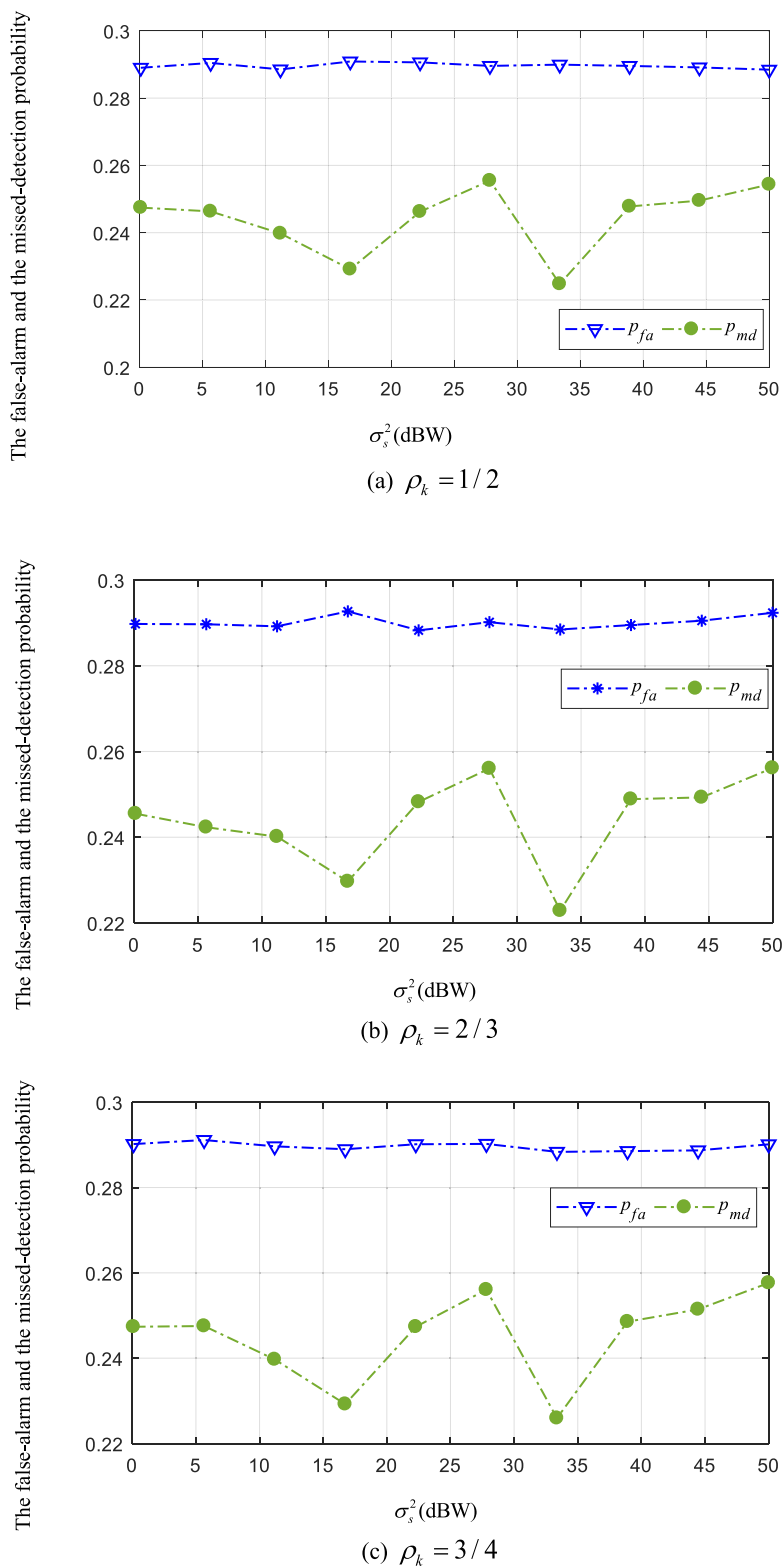 The false-alarm and the missed-detection probability
0.3
0.28
0.26
0.24
0.22
0.2
p_fa p_md
0 5 10 15 20 25 30 35 40 45 50
σ_s^2(dBW)
(a) ρ_k = 1/2
The false-alarm and the missed-detection probability
0.3
0.28
0.26
0.24
0.22
p_fa p_md
0 5 10 15 20 25 30 35 40 45 50
σ_s^2(dBW)
(b) ρ_k = 2/3
The false-alarm and the missed-detection probability
0.3
0.28
0.26
0.24
0.22
p_fa p_md
0 5 10 15 20 25 30 35 40 45 50
σ_s^2(dBW)
(c) ρ_k = 3/4